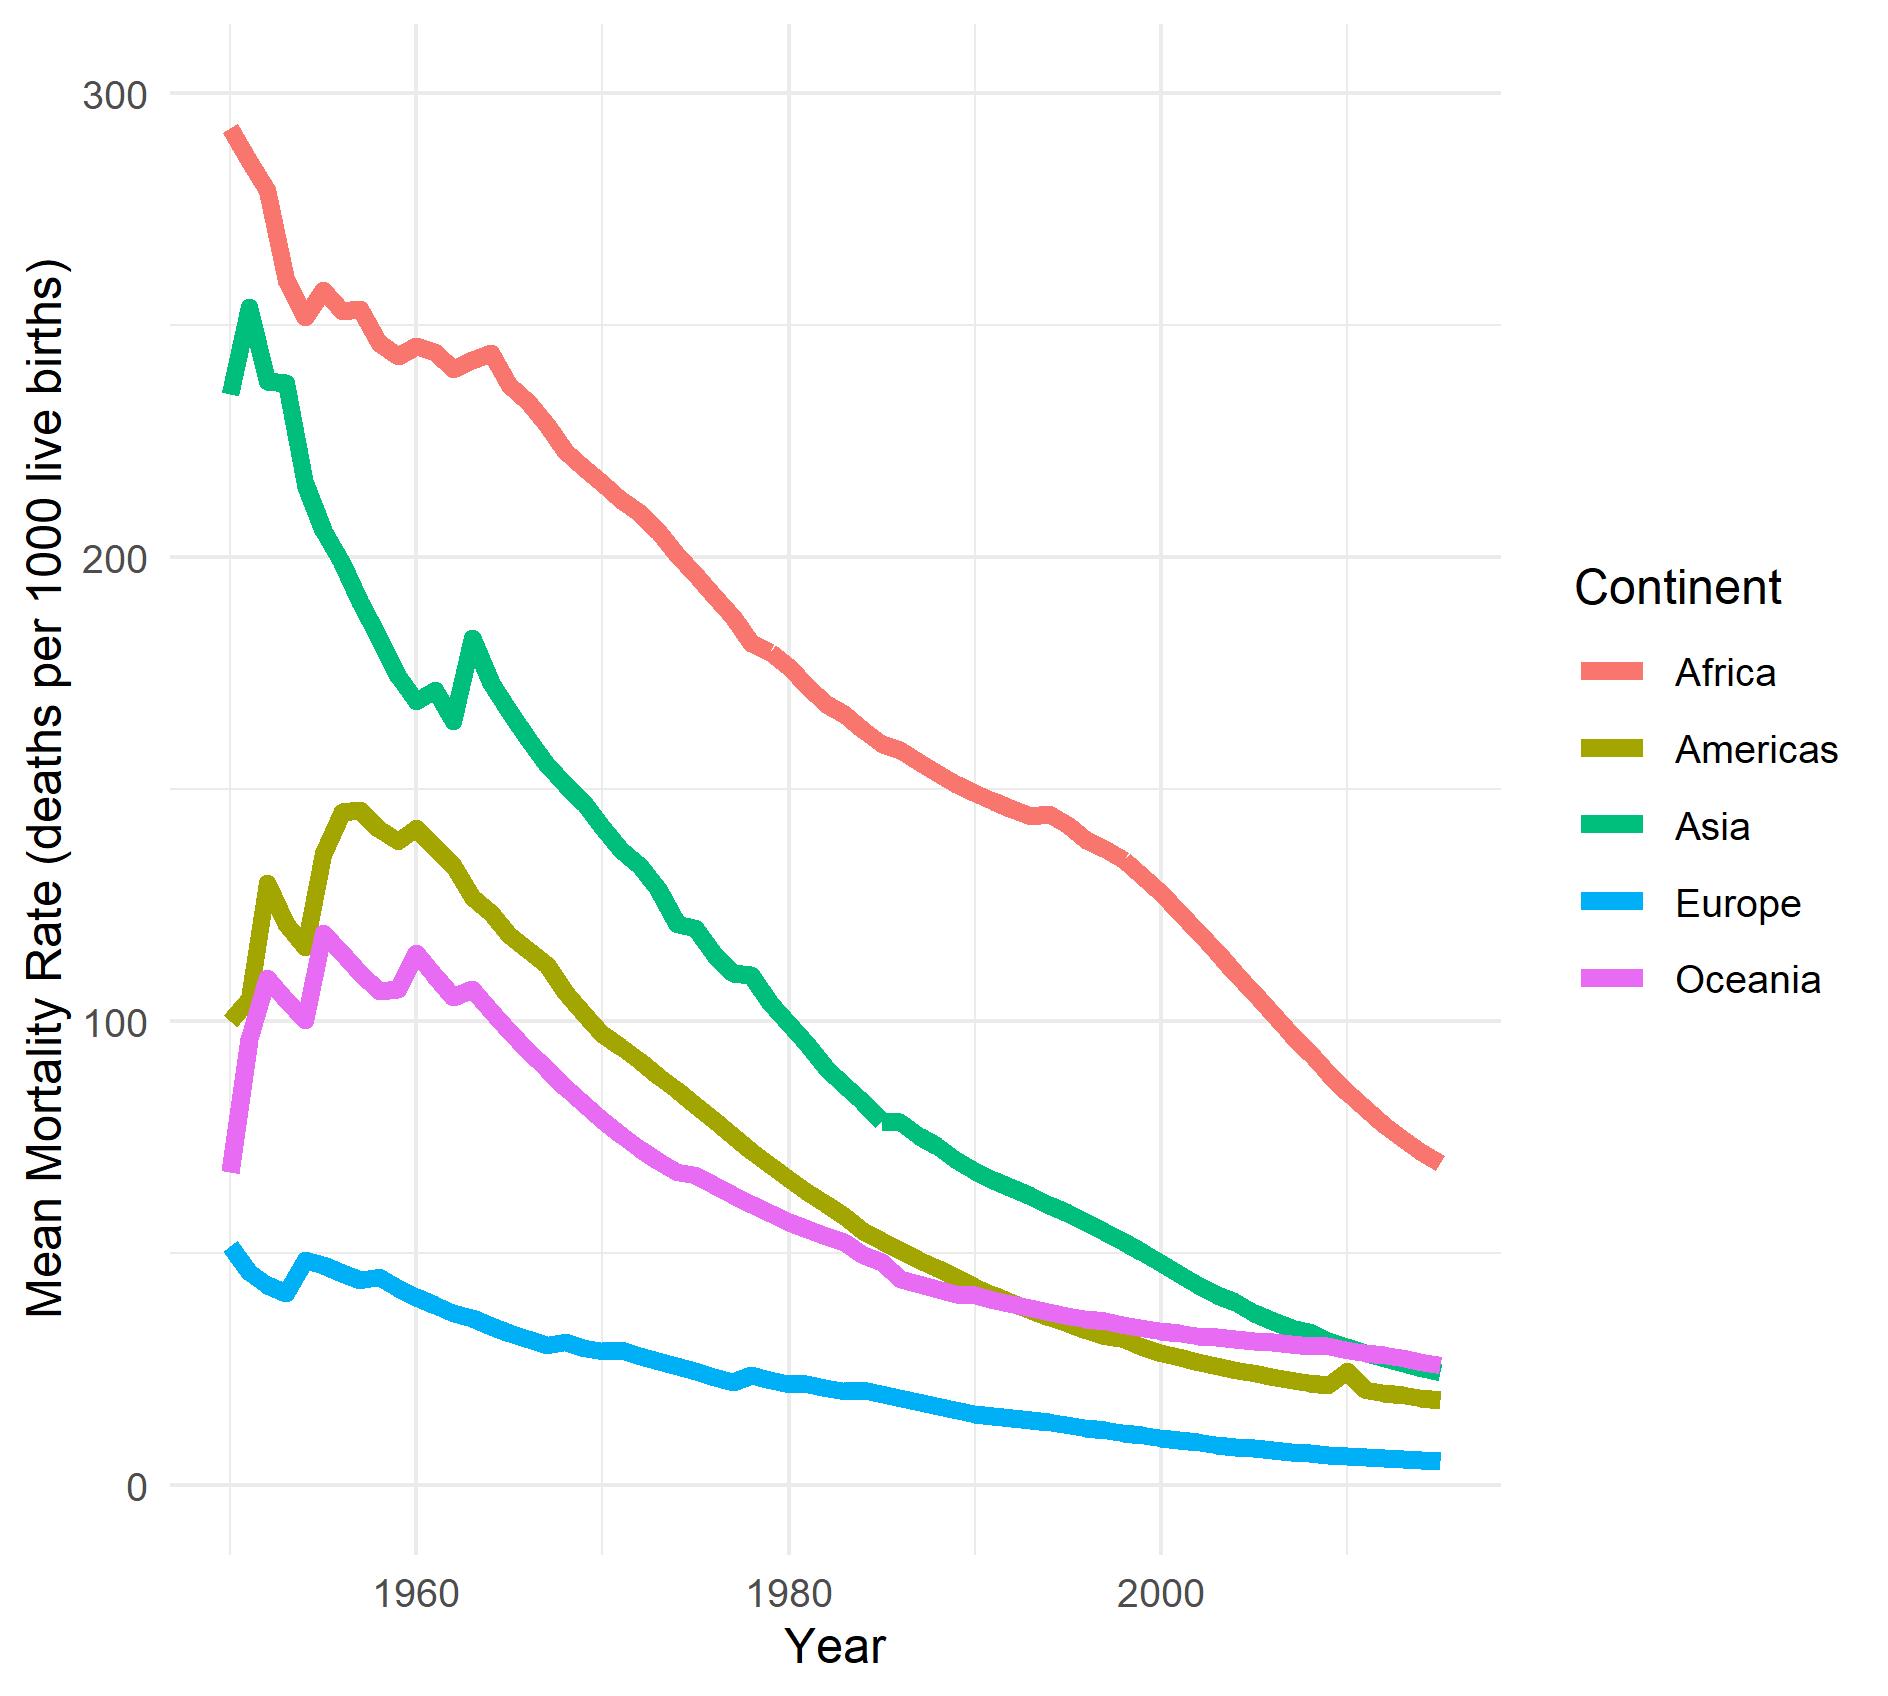 Mean Mortality Rate (deaths per 1000 live births)
300
200
100
0
1960 1980 2000
Year
Continent
Africa
Americas
Asia
Europe
Oceania